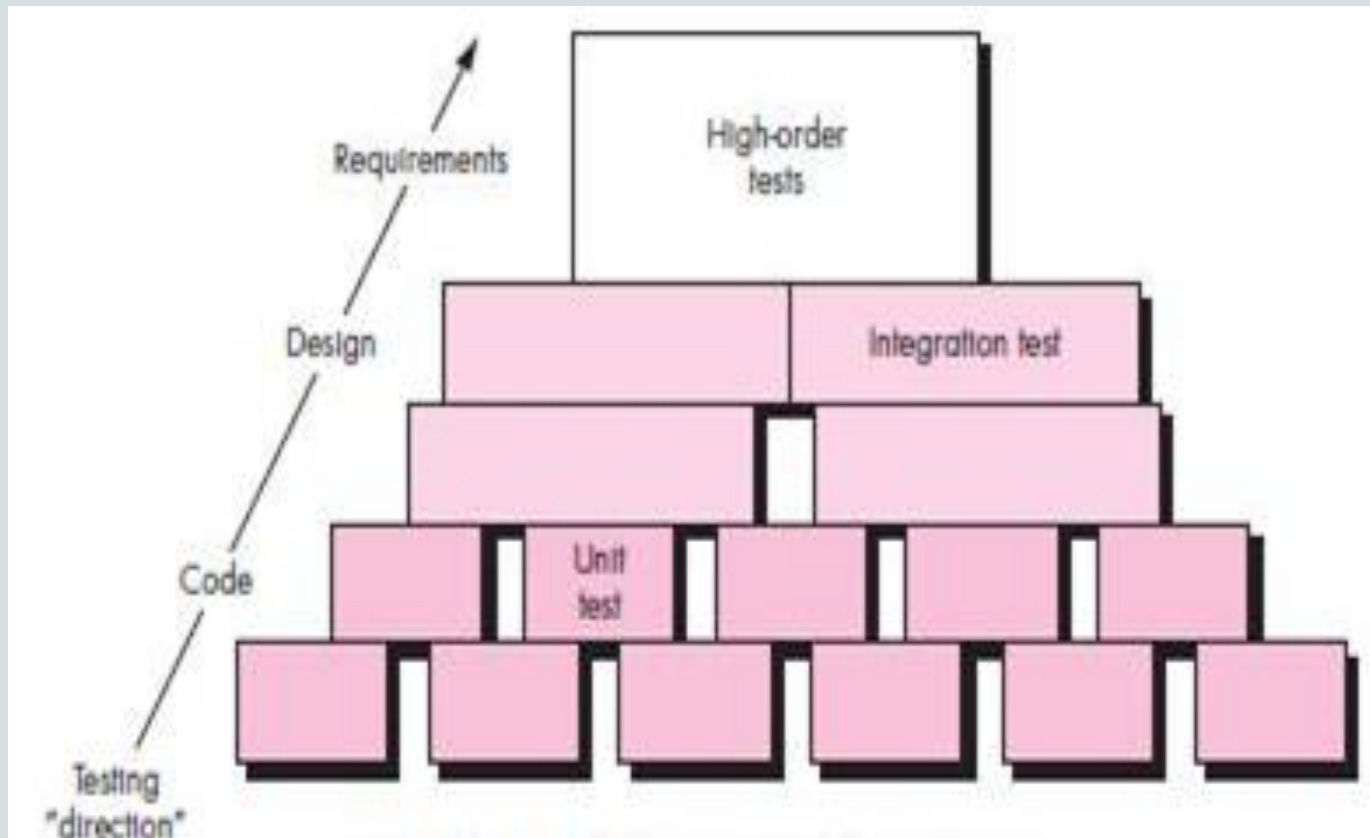 High-order
tests
Requirements
Design
Integration test
Unit
test
Code
Testing
"direction"